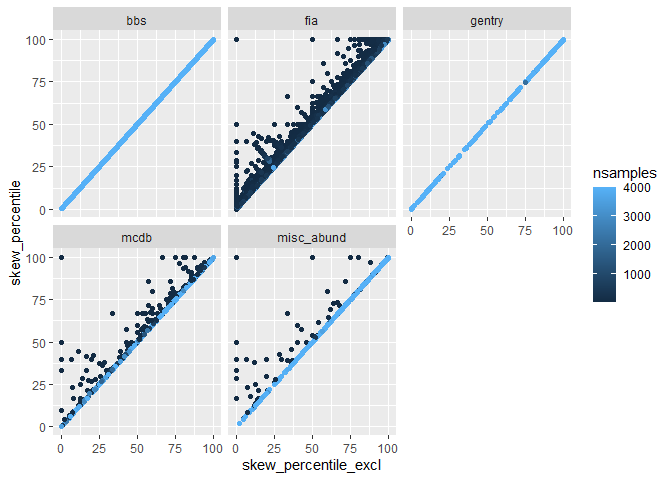 bbs fia gentry
100
75
50
25
0
0 25 50 75 100
mcdb misc_abund
100
75
50
25
0
0 25 50 75 100 0 25 50 75 100
skew_percentile_excl
skew_percentile
nsamples
4000
3000
2000
1000